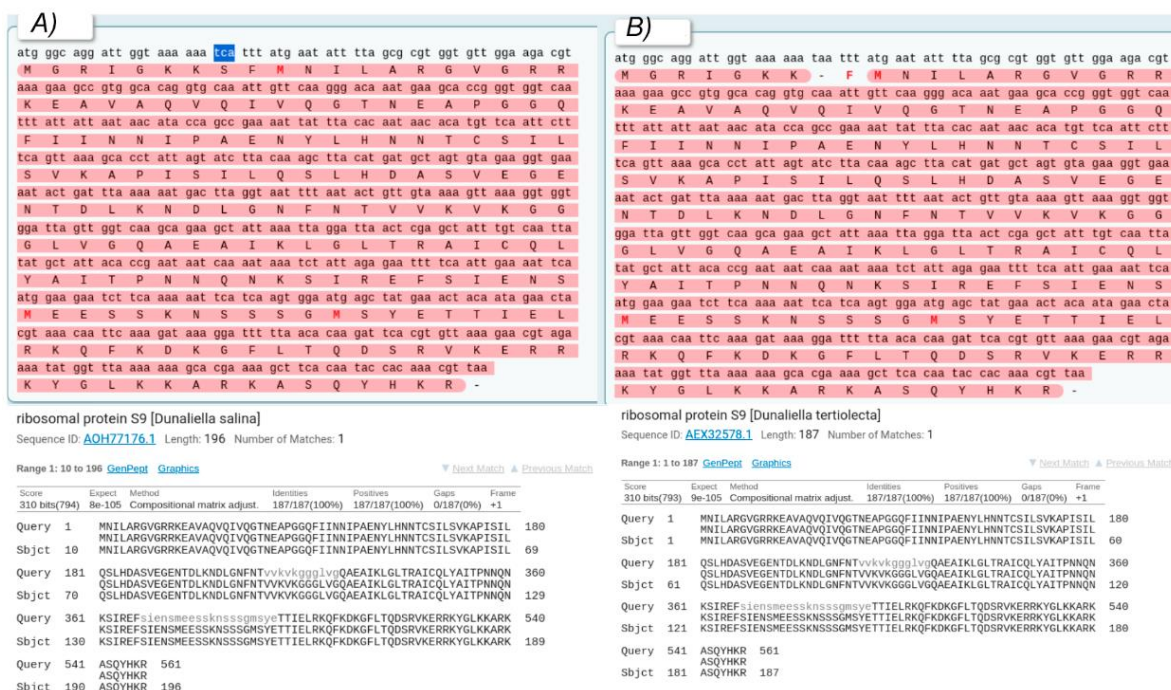 A)
atg ggc agg att ggt aaa aaa tca ttt atg aat att tta gcg cgt ggt gtt gga aga cgt
M G R I G K K S F M N I L A R G V G R R
aaa gaa gcc gtg gca cag gtg caa att gtt caa ggg aca aat gaa gca ccg ggt ggt caa
K E A V A Q V Q I V Q G T N E A P G G Q
ttt att att aat aac ata cca gcc gaa aat tat tta cac aat aac aca tgt tca att ctt
F I I N N I P A E N Y L H N N T C S I L
tca gtt aaa gca cct att agt atc tta caa agc tta cat gat gct agt gta gaa ggt gaa
S V K A P I S I L Q S L H D A S V E G E
aat act gat tta aaa aat gac tta ggt aat ttt aat act gtt gta aaa gtt aaa ggt ggt
N T D L K N D L G N F N T V V K V K G G
gga tta gtt ggt caa gca gaa gct att aaa tta gga tta act cga gct att tgt caa tta
G L V G Q A E A I K L G L T R A I C Q L
tat gct att aca ccg aat aat caa aat aaa tct att aga gaa ttt tca att gaa aat tca
Y A I T P N N Q N K S I R E F S I E N S
atg gaa gaa tct tca aaa aat tca tca agt gga atg agc tat gaa act aca ata gaa cta
M E E S S K N S S S G M S Y E T T I E L
cgt aaa caa ttc aaa gat aaa gga ttt tta aca caa gat tca cgt gtt aaa gaa cgt aga
R K Q F K D K G F L T Q D S R V K E R R
aaa tat ggt tta aaa aaa gca cga aaa gct tca caa tac cac aaa cgt taa
K Y G L K K A R K A S Q Y H K R -
ribosomal protein S9 [Dunaliella salina]
Sequence ID: AOH77176.1 Length: 196 Number of Matches: 1
Range 1: 10 to 196 GenPept Graphics Next Match Previous Match
Score Expect Method Identities Positives Gaps Frame
310 bits(794) 8e-105 Compositional matrix adjust. 187/187(100%) 187/187(100%) 0/187(0%) +1
Query 1 MNILARGVGRRKEAVAQVQIVQGTNEAPGGQFIINNIPAENYLHNNTCSILSVKAPISIL 180
MNILARGVGRRKEAVAQVQIVQGTNEAPGGQFIINNIPAENYLHNNTCSILSVKAPISIL
Sbjct 10 MNILARGVGRRKEAVAQVQIVQGTNEAPGGQFIINNIPAENYLHNNTCSILSVKAPISIL 69
Query 181 QSLHDASVEGENTDLKNDLGNFNTvvkvkggglvgQAEAIKLGLTRAICQLYAITPNNQN 360
QSLHDASVEGENTDLKNDLGNFNTVVKVKGGGLVGQAEAIKLGLTRAICQLYAITPNNQN
Sbjct 70 QSLHDASVEGENTDLKNDLGNFNTVVKVKGGGLVGQAEAIKLGLTRAICQLYAITPNNQN 129
Query 361 KSIREFsiensmeessknsssgmsyeTTIELRKQFKDKGFLTQDSRVKERRKYGLKKARK 540
KSIREFSIENSMEESSKNSSSGMSYETTIELRKQFKDKGFLTQDSRVKERRKYGLKKARK
Sbjct 130 KSIREFSIENSMEESSKNSSSGMSYETTIELRKQFKDKGFLTQDSRVKERRKYGLKKARK 189
Query 541 ASQYHKR 561
ASQYHKR
Sbjct 190 ASQYHKR 196
B)
atg ggc agg att ggt aaa aaa taa ttt atg aat att tta gcg cgt ggt gtt gga aga cgt
M G R I G K K - F M N I L A R G V G R R
aaa gaa gcc gtg gca cag gtg caa att gtt caa ggg aca aat gaa gca ccg ggt ggt caa
K E A V A Q V Q I V Q G T N E A P G G Q
ttt att att aat aac ata cca gcc gaa aat tat tta cac aat aac aca tgt tca att ctt
F I I N N I P A E N Y L H N N T C S I L
tca gtt aaa gca cct att agt atc tta caa agc tta cat gat gct agt gta gaa ggt gaa
S V K A P I S I L Q S L H D A S V E G E
aat act gat tta aaa aat gac tta ggt aat ttt aat act gtt gta aaa gtt aaa ggt ggt
N T D L K N D L G N F N T V V K V K G G
gga tta gtt ggt caa gca gaa gct att aaa tta gga tta act cga gct att tgt caa tta
G L V G Q A E A I K L G L T R A I C Q L
tat gct att aca ccg aat aat caa aat aaa tct att aga gaa ttt tca att gaa aat tca
Y A I T P N N Q N K S I R E F S I E N S
atg gaa gaa tct tca aaa aat tca tca agt gga atg agc tat gaa act aca ata gaa cta
M E E S S K N S S S G M S Y E T T I E L
cgt aaa caa ttc aaa gat aaa gga ttt tta aca caa gat tca cgt gtt aaa gaa cgt aga
R K Q F K D K G F L T Q D S R V K E R R
aaa tat ggt tta aaa aaa gca cga aaa gct tca caa tac cac aaa cgt taa
K Y G L K K A R K A S Q Y H K R -
ribosomal protein S9 [Dunaliella tertiolecta]
Sequence ID: AEX32578.1 Length: 187 Number of Matches: 1
Range 1: 1 to 187 GenPept Graphics Next Match Previous Match
Score Expect Method Identities Positives Gaps Frame
310 bits(793) 9e-105 Compositional matrix adjust. 187/187(100%) 187/187(100%) 0/187(0%) +1
Query 1 MNILARGVGRRKEAVAQVQIVQGTNEAPGGQFIINNIPAENYLHNNTCSILSVKAPISIL 180
MNILARGVGRRKEAVAQVQIVQGTNEAPGGQFIINNIPAENYLHNNTCSILSVKAPISIL
Sbjct 1 MNILARGVGRRKEAVAQVQIVQGTNEAPGGQFIINNIPAENYLHNNTCSILSVKAPISIL 60
Query 181 QSLHDASVEGENTDLKNDLGNFNTvvkvkggglvgQAEAIKLGLTRAICQLYAITPNNQN 360
QSLHDASVEGENTDLKNDLGNFNTVVKVKGGGLVGQAEAIKLGLTRAICQLYAITPNNQN
Sbjct 61 QSLHDASVEGENTDLKNDLGNFNTVVKVKGGGLVGQAEAIKLGLTRAICQLYAITPNNQN 120
Query 361 KSIREFsiensmeessknsssgmsyeTTIELRKQFKDKGFLTQDSRVKERRKYGLKKARK 540
KSIREFSIENSMEESSKNSSSGMSYETTIELRKQFKDKGFLTQDSRVKERRKYGLKKARK
Sbjct 121 KSIREFSIENSMEESSKNSSSGMSYETTIELRKQFKDKGFLTQDSRVKERRKYGLKKARK 180
Query 541 ASQYHKR 561
ASQYHKR
Sbjct 181 ASQYHKR 187